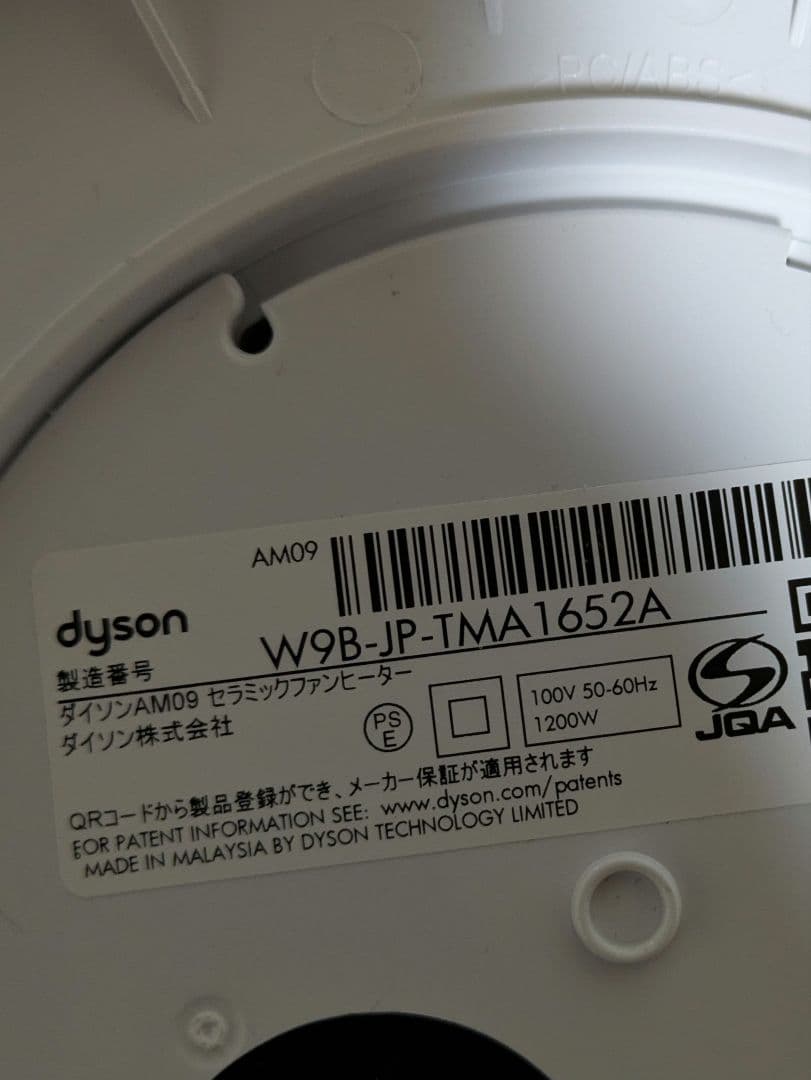 >PC/ABS<
AM09
dyson
製造番号
W9B-JP-TMA1652A
ダイソンAM09 セラミックファンヒーター
ダイソン株式会社
PS
E
100V 50-60Hz
1200W
JQA
QRコードから製品登録ができ、メーカー保証が適用されます
FOR PATENT INFORMATION SEE: www.dyson.com/patents
MADE IN MALAYSIA BY DYSON TECHNOLOGY LIMITED